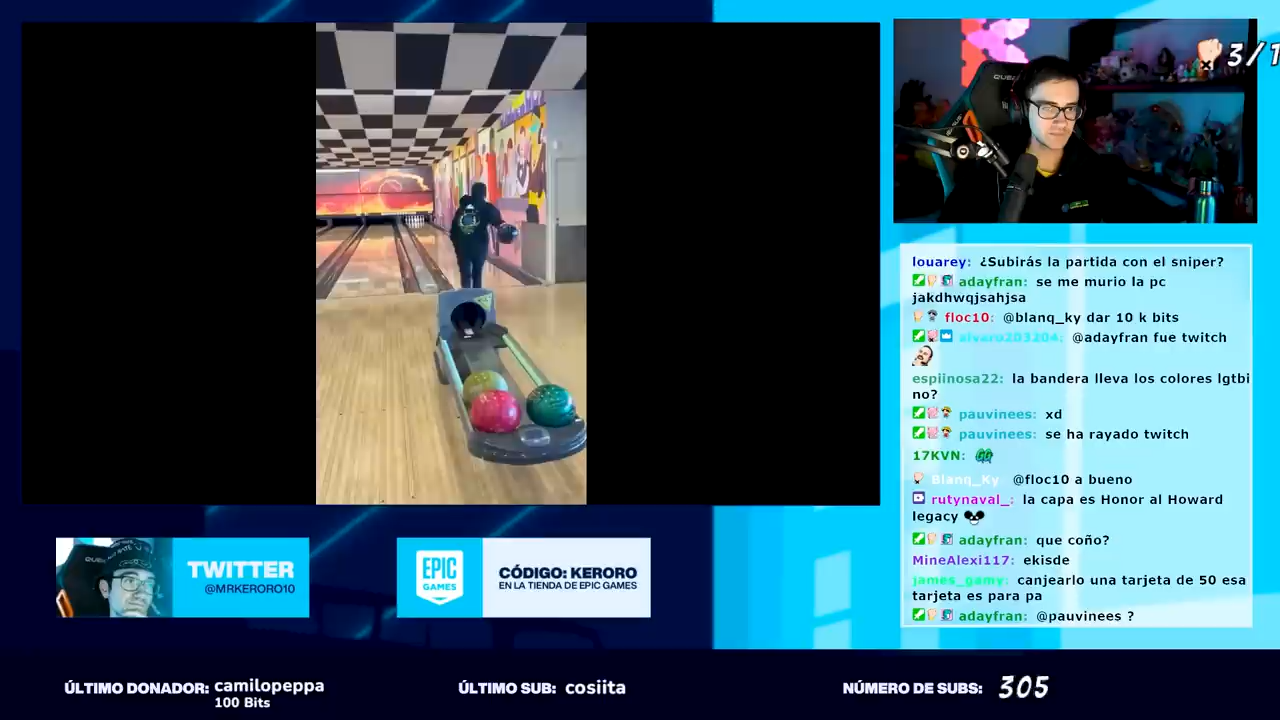 3/1
louarey: ¿Subirás la partida con el sniper?
adayfran: se me murio la pc
jakdhwqjsahjsa
floc10: @blanq_ky dar 10 k bits
alvaro203204: @adayfran fue twitch
espiinosa22: la bandera lleva los colores lgtbi
no?
pauvinees: xd
pauvinees: se ha rayado twitch
17KVN: GG
Blanq_Ky: @floc10 a bueno
rutynaval_: la capa es Honor al Howard
legacy
adayfran: que coño?
MineAlexi117: ekisde
james_gamy: canjearlo una tarjeta de 50 esa
tarjeta es para pa
adayfran: @pauvinees ?
TWITTER
@MRKERORO10
EPIC
GAMES
CÓDIGO: KERORO
EN LA TIENDA DE EPIC GAMES
ÚLTIMO DONADOR: camilopeppa
100 Bits
ÚLTIMO SUB: cosiita
NÚMERO DE SUBS: 305